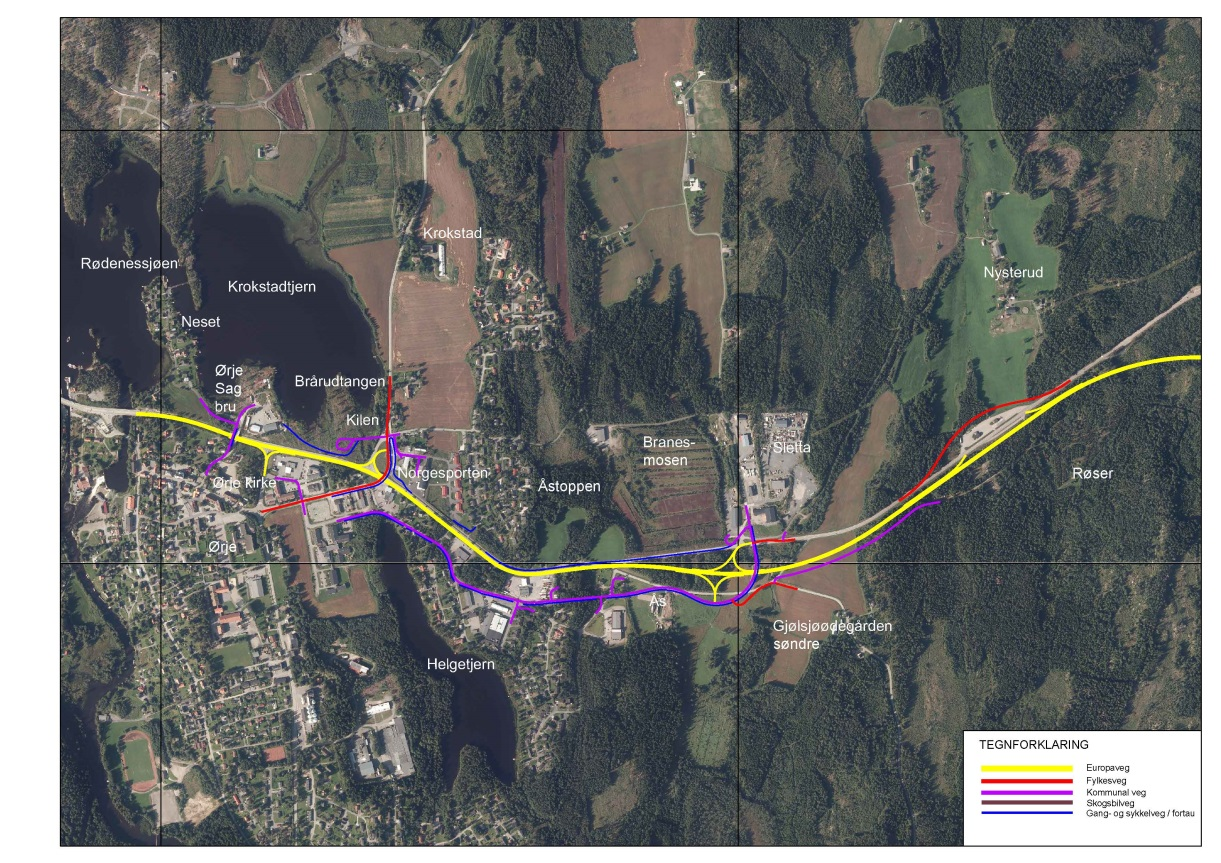 Krokstad
Rødenessjøen
Nysterud
Krokstadtjern
Neset
Ørje
Sag
bru
Brårudtangen
Kilen
Branes-
mosen
Sletta
Norgesporten
Røser
Ørje kirke
Åstoppen
Ørje
Ås
Gjølsjøødegården
søndre
Helgetjern
TEGNFORKLARING
Europaveg
Fylkesveg
Kommunal veg
Skogsbilveg
Gang- og sykkelveg / fortau